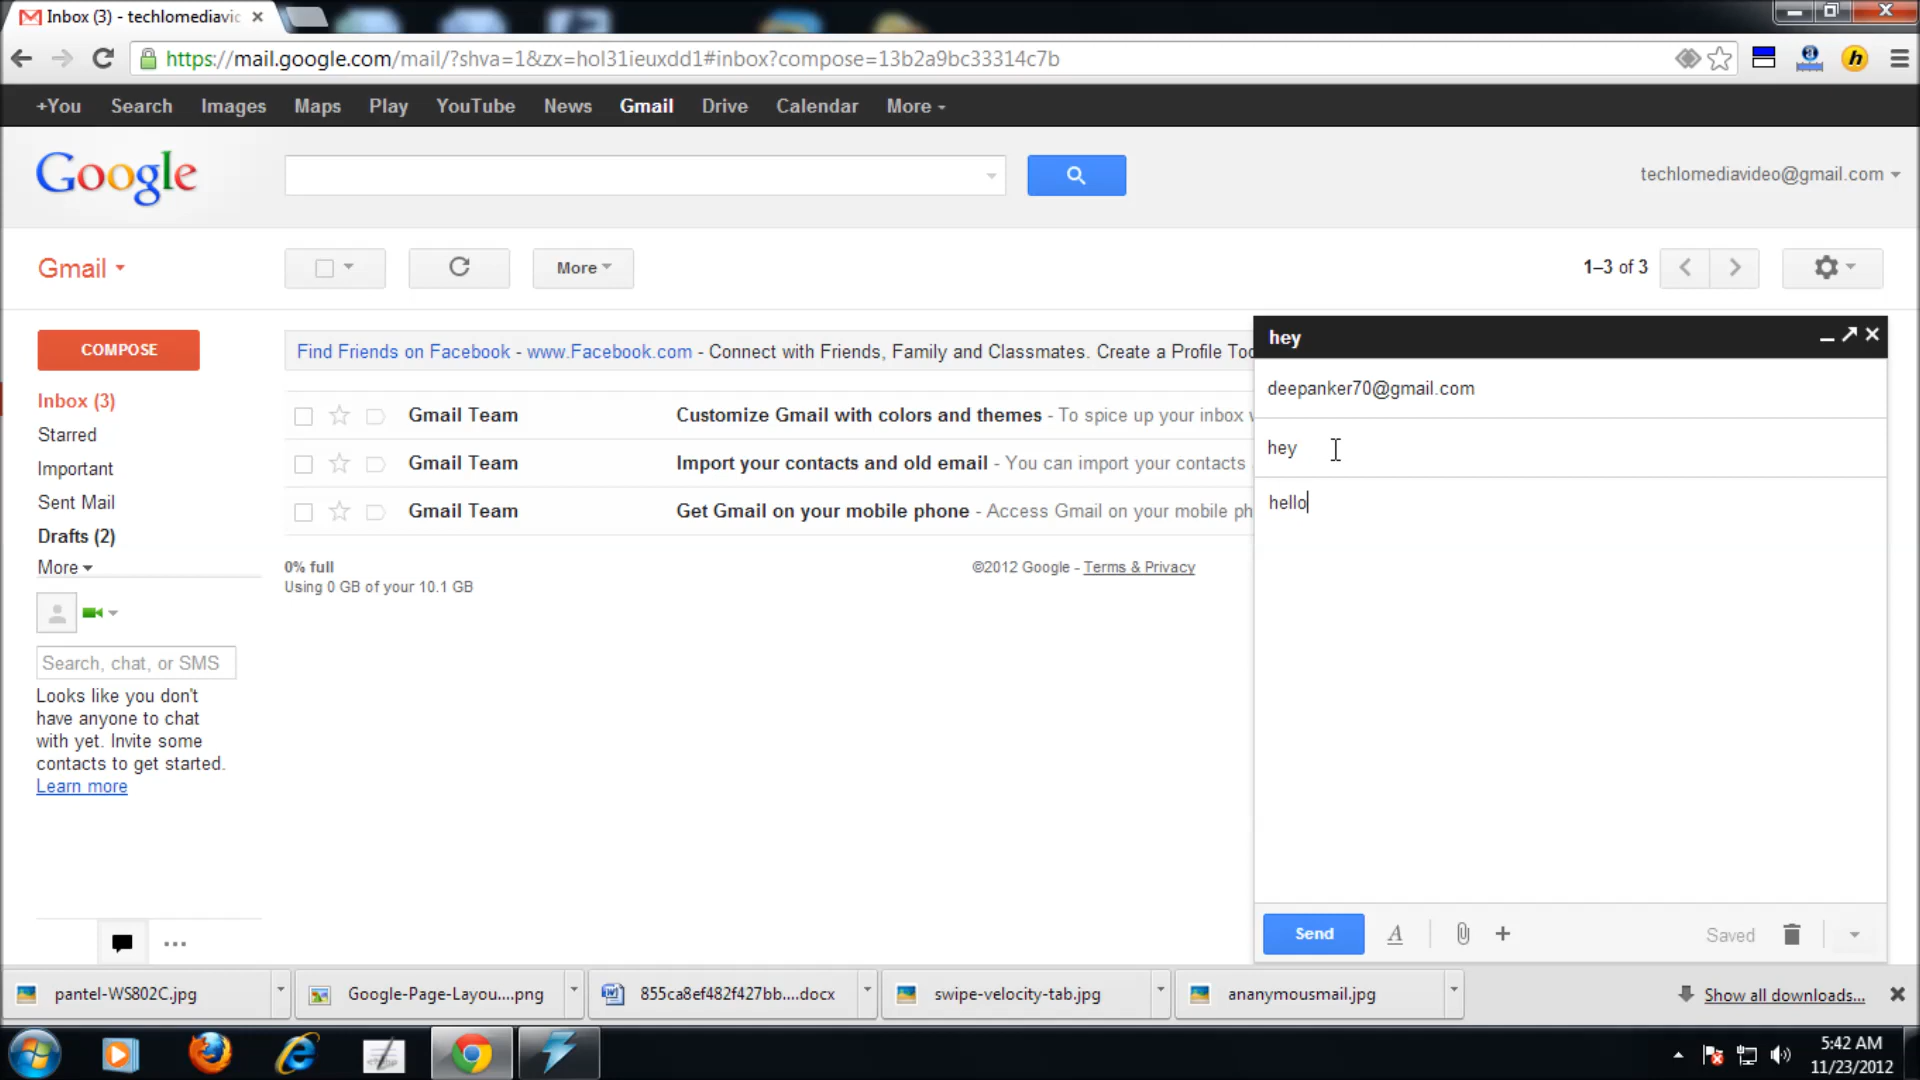 Inbox (3) - techlomediavic
https://mail.google.com/mail/?shva=1&zx=hol31ieuxdd1#inbox?compose=13b2a9bc33314c7b
+You Search Images Maps Play YouTube News Gmail Drive Calendar More
Google
techlomediavideo@gmail.com
Gmail
More
1–3 of 3
COMPOSE
Inbox (3)
Starred
Important
Sent Mail
Drafts (2)
More
Search, chat, or SMS
Looks like you don't
have anyone to chat
with yet. Invite some
contacts to get started.
Learn more
Find Friends on Facebook - www.Facebook.com - Connect with Friends, Family and Classmates. Create a Profile Too
Gmail Team Customize Gmail with colors and themes - To spice up your inbox w
Gmail Team Import your contacts and old email - You can import your contacts
Gmail Team Get Gmail on your mobile phone - Access Gmail on your mobile ph
0% full
Using 0 GB of your 10.1 GB
©2012 Google - Terms & Privacy
hey
deepanker70@gmail.com
hey
hello
Send
A
Saved
pantel-WS802C.jpg
Google-Page-Layou....png
855ca8ef482f427bb....docx
swipe-velocity-tab.jpg
ananymousmail.jpg
Show all downloads...
5:42 AM
11/23/2012